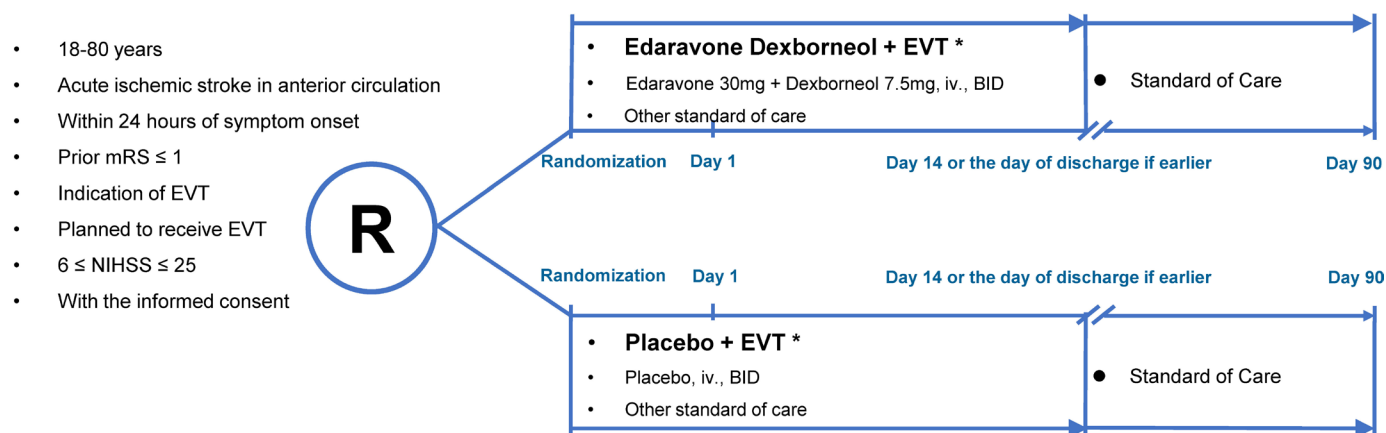 • 18-80 years
• Acute ischemic stroke in anterior circulation
• Within 24 hours of symptom onset
• Prior mRS ≤ 1
• Indication of EVT
• Planned to receive EVT
• 6 ≤ NIHSS ≤ 25
• With the informed consent
R
• Edaravone Dexborneol + EVT *
• Edaravone 30mg + Dexborneol 7.5mg, iv., BID
• Other standard of care
● Standard of Care
Randomization Day 1 Day 14 or the day of discharge if earlier Day 90
Randomization Day 1 Day 14 or the day of discharge if earlier Day 90
• Placebo + EVT *
• Placebo, iv., BID
• Other standard of care
● Standard of Care